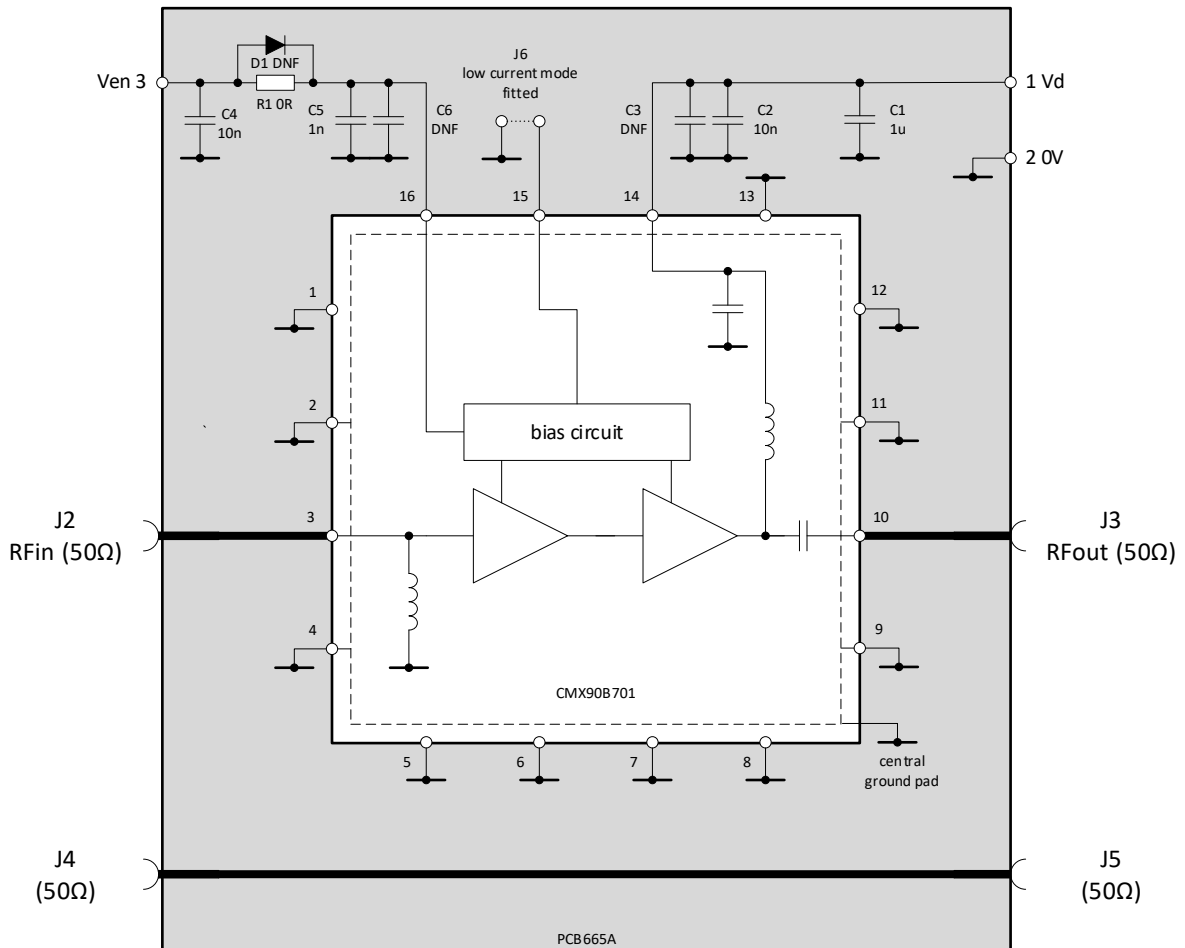 J6
low current mode
fitted
D1 DNF
Ven 3
R1 0R
C4
10n
C5
1n
C6
DNF
C3
DNF
C2
10n
C1
1u
1 Vd
2 0V
16
15
14
13
1
12
2
11
bias circuit
J2
RFin (50Ω)
3
10
J3
RFout (50Ω)
4
9
CMX90B701
5
6
7
8
central
ground pad
J4
(50Ω)
J5
(50Ω)
PCB665A